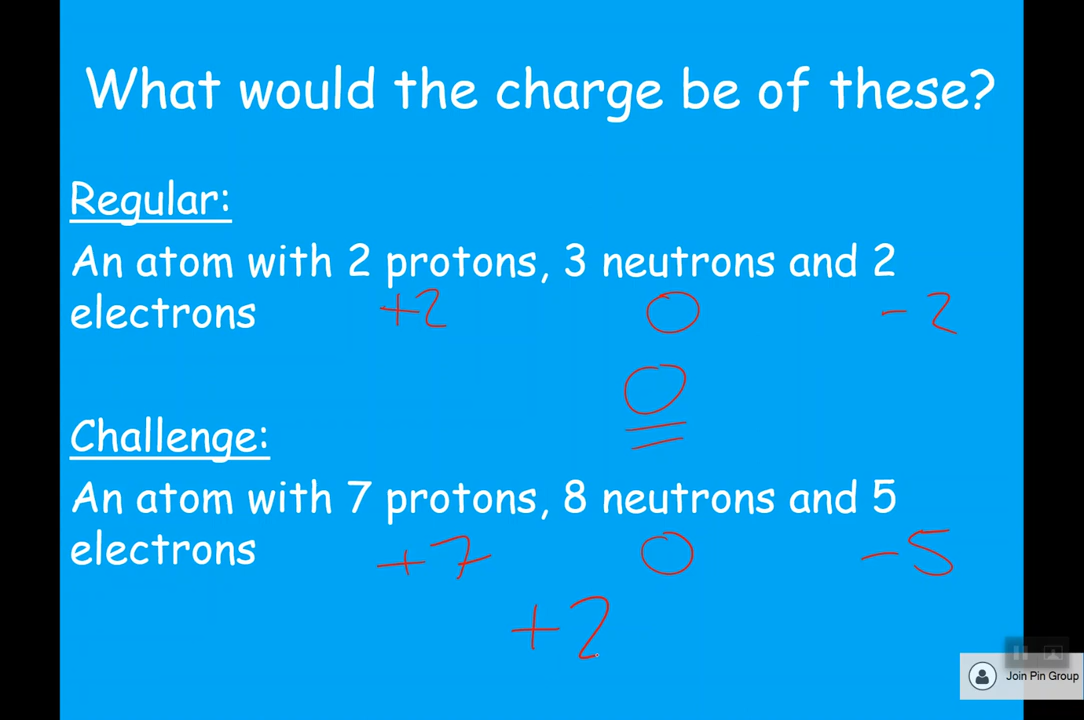 What would the charge be of these?
Regular:
An atom with 2 protons, 3 neutrons and 2
electrons
+2 0 -2
0
Challenge:
An atom with 7 protons, 8 neutrons and 5
electrons
+7 0 -5
+2
Join Pin Group